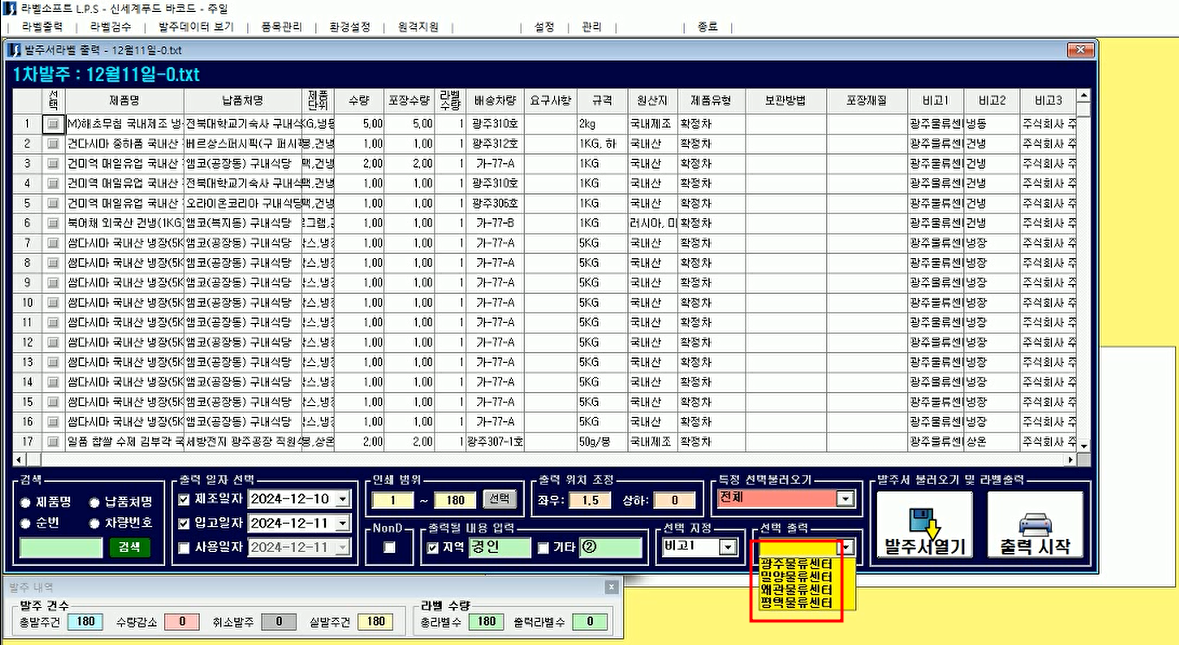 라벨소프트 L.P.S - 신세계푸드 바코드 - 주일
라벨출력 라벨검수 발주데이터 보기 품목관리 환경설정 원격지원 설정 관리 종료
발주서라벨 출력 - 12월11일-0.txt
1차발주 : 12월11일-0.txt
선택 제품명 납품처명 제품단위 수량 포장수량 라벨수량 배송차량 요구사항 규격 원산지 제품유형 보관방법 포장재질 비고1 비고2 비고3
1 M)해초무침 국내제조 냉 전북대학교기숙사 구내식 KG,냉동 5,00 5,00 1 광주310호 2kg 국내제조 확정차 광주물류센 냉동 주식회사 주
2 건다시마 중하품 국내산 베르상스퍼시픽(구 퍼시픽 봉,건냉 1,00 1,00 1 광주312호 1KG, 하 국내산 확정차 광주물류센 건냉 주식회사 주
3 건미역 매일유업 국내산 앰코(공장동) 구내식당 팩,건냉 2,00 2,00 1 가-77-A 1KG 국내산 확정차 광주물류센 건냉 주식회사 주
4 건미역 매일유업 국내산 전북대학교기숙사 구내식 팩,건냉 1,00 1,00 1 광주310호 1KG 국내산 확정차 광주물류센 건냉 주식회사 주
5 건미역 매일유업 국내산 오라이온코리아 구내식당 팩,건냉 1,00 1,00 1 광주306호 1KG 국내산 확정차 광주물류센 건냉 주식회사 주
6 북어채 외국산 건냉(1KG) 앰코(복지동) 구내식당 1,00 1,00 1 가-77-B 1KG 러시아, 미 확정차 광주물류센 건냉 주식회사 주
7 쌈다시마 국내산 냉장(5K 앰코(공장동) 구내식당 박스,냉장 1,00 1,00 1 가-77-A 5KG 국내산 확정차 광주물류센 냉장 주식회사 주
8 쌈다시마 국내산 냉장(5K 앰코(공장동) 구내식당 박스,냉장 1,00 1,00 1 가-77-A 5KG 국내산 확정차 광주물류센 냉장 주식회사 주
9 쌈다시마 국내산 냉장(5K 앰코(공장동) 구내식당 박스,냉장 1,00 1,00 1 가-77-A 5KG 국내산 확정차 광주물류센 냉장 주식회사 주
10 쌈다시마 국내산 냉장(5K 앰코(공장동) 구내식당 박스,냉장 1,00 1,00 1 가-77-A 5KG 국내산 확정차 광주물류센 냉장 주식회사 주
11 쌈다시마 국내산 냉장(5K 앰코(공장동) 구내식당 박스,냉장 1,00 1,00 1 가-77-A 5KG 국내산 확정차 광주물류센 냉장 주식회사 주
12 쌈다시마 국내산 냉장(5K 앰코(공장동) 구내식당 박스,냉장 1,00 1,00 1 가-77-A 5KG 국내산 확정차 광주물류센 냉장 주식회사 주
13 쌈다시마 국내산 냉장(5K 앰코(공장동) 구내식당 박스,냉장 1,00 1,00 1 가-77-A 5KG 국내산 확정차 광주물류센 냉장 주식회사 주
14 쌈다시마 국내산 냉장(5K 앰코(공장동) 구내식당 박스,냉장 1,00 1,00 1 가-77-A 5KG 국내산 확정차 광주물류센 냉장 주식회사 주
15 쌈다시마 국내산 냉장(5K 앰코(공장동) 구내식당 박스,냉장 1,00 1,00 1 가-77-A 5KG 국내산 확정차 광주물류센 냉장 주식회사 주
16 쌈다시마 국내산 냉장(5K 앰코(공장동) 구내식당 박스,냉장 1,00 1,00 1 가-77-A 5KG 국내산 확정차 광주물류센 냉장 주식회사 주
17 일품 찹쌀 수제 김부각 국 세방전지 광주공장 직원식 봉,상온 2,00 2,00 1 광주307-1호 50g/봉 국내제조 확정차 광주물류센 상온 주식회사 주
검색 출력 일자 선택 인쇄 범위 출력 위치 조정 특정 선택불러오기 발주서 불러오기 및 라벨출력
제품명 납품처명 제조일자 2024-12-10 1 ~ 180 선택 좌우: 1.5 상하: 0 전체
순번 차량번호 입고일자 2024-12-11 NonD 출력될 내용 입력 선택 지정 선택 출력
검색 사용일자 2024-12-11 지역 경인 기타 ② 비고1 발주서열기 출력 시작
광주물류센터
밀양물류센터
왜관물류센터
평택물류센터
발주 내역
발주 건수 라벨 수량
총발주건 180 수량감소 0 취소발주 0 실발주건 180 총라벨수 180 출력라벨수 0